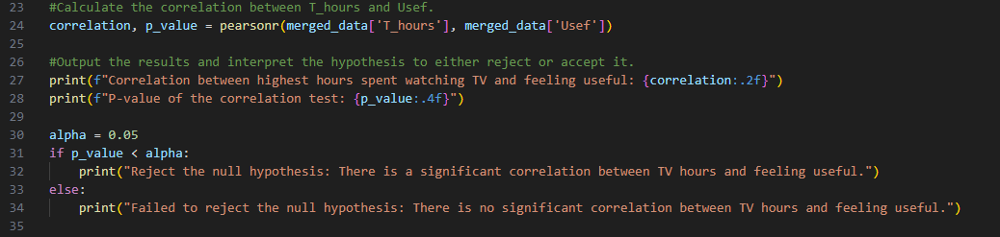 23 #Calculate the correlation between T_hours and Usef.
24 correlation, p_value = pearsonr(merged_data['T_hours'], merged_data['Usef'])
25
26 #Output the results and interpret the hypothesis to either reject or accept it.
27 print(f"Correlation between highest hours spent watching TV and feeling useful: {correlation:.2f}")
28 print(f"P-value of the correlation test: {p_value:.4f}")
29
30 alpha = 0.05
31 if p_value < alpha:
32     print("Reject the null hypothesis: There is a significant correlation between TV hours and feeling useful.")
33 else:
34     print("Failed to reject the null hypothesis: There is no significant correlation between TV hours and feeling useful.")
35